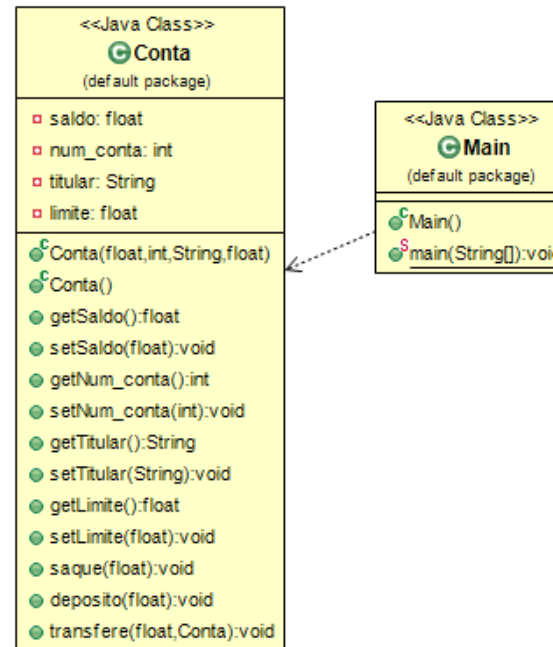 <<Java Class>>
Conta
(default package)
saldo: float
num_conta: int
titular: String
limite: float
Conta(float,int,String,float)
Conta()
getSaldo():float
setSaldo(float):void
getNum_conta():int
setNum_conta(int):void
getTitular():String
setTitular(String):void
getLimite():float
setLimite(float):void
saque(float):void
deposito(float):void
transfere(float,Conta):void
<<Java Class>>
Main
(default package)
Main()
main(String[]):void